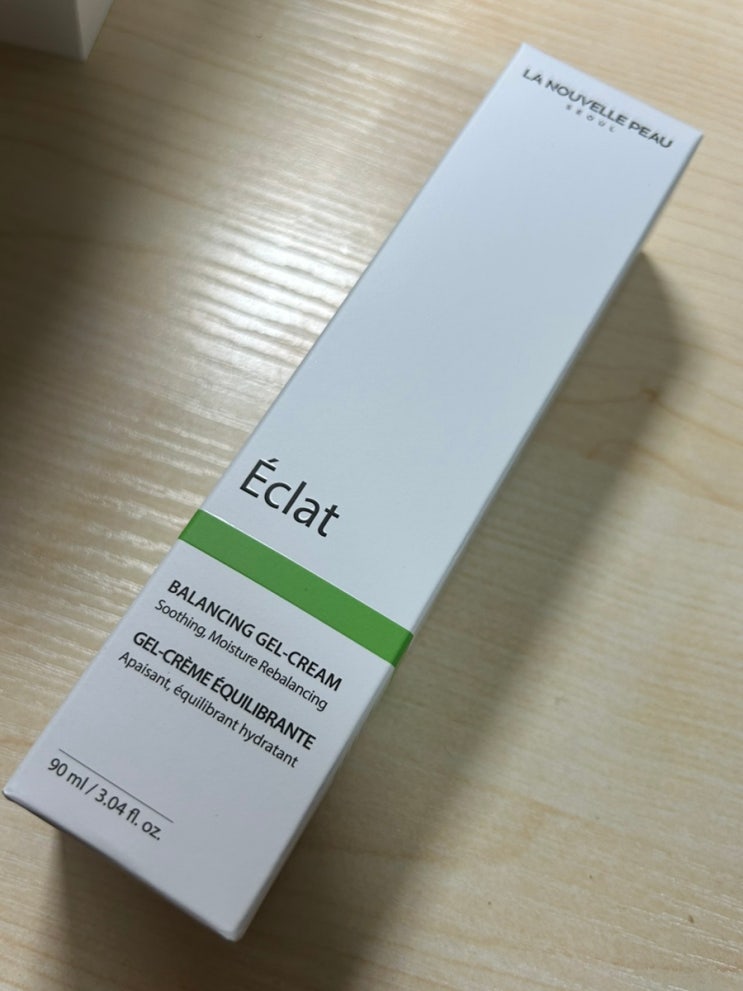 LA NOUVELLE PEAU
SEOUL
Éclat
BALANCING GEL-CREAM
Soothing, Moisture Rebalancing
GEL-CRÈME ÉQUILIBRANTE
Apaisant, équilibrant hydratant
90 ml / 3.04 fl. oz.